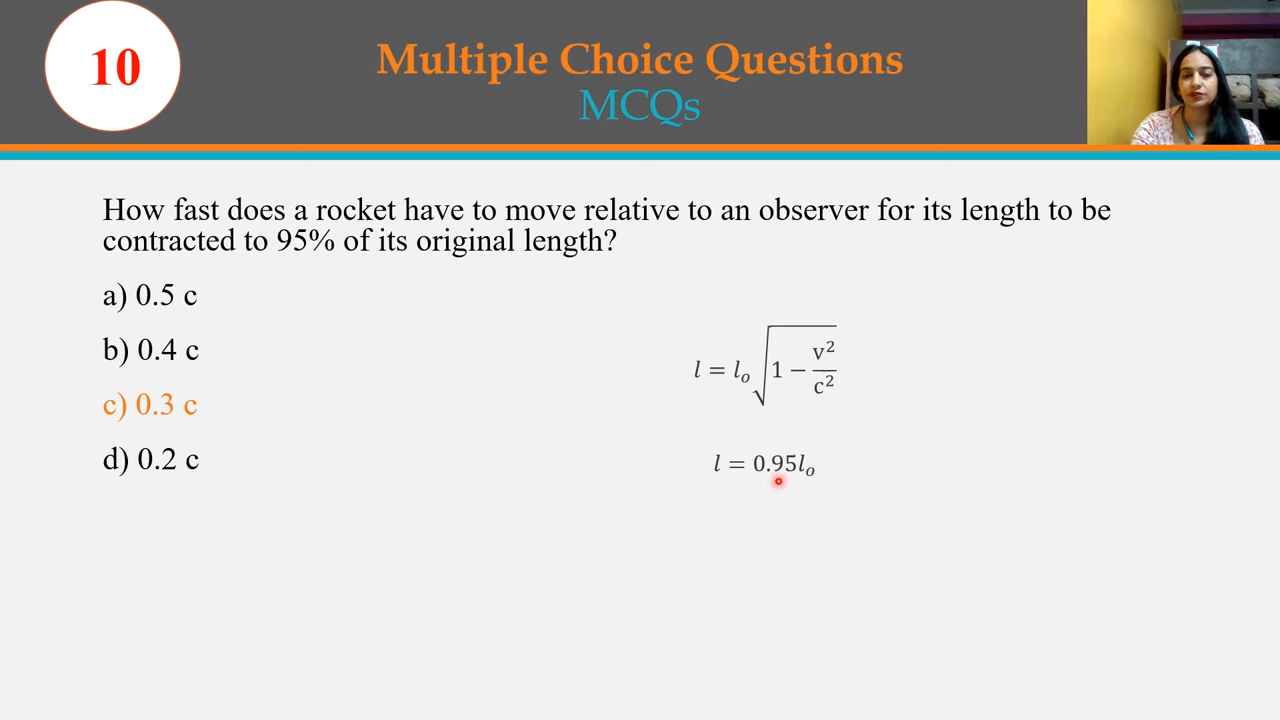 10
Multiple Choice Questions
MCQs
How fast does a rocket have to move relative to an observer for its length to be
contracted to 95% of its original length?
a) 0.5 c
b) 0.4 c
c) 0.3 c
d) 0.2 c
l = lₒ√(1 − v²/c²)
l = 0.95lₒ